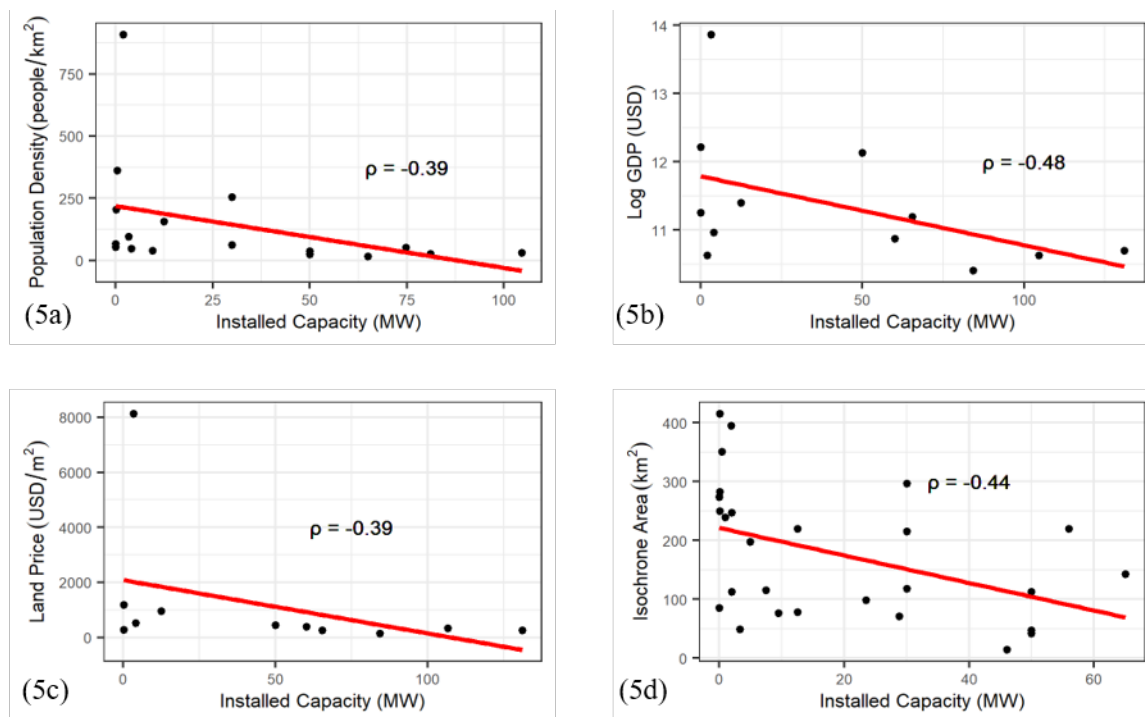 Population Density (people/km²)
750
500
250
0
ρ = -0.39
0 25 50 75 100
Installed Capacity (MW)
(5a)
Log GDP (USD)
14
13
12
11
ρ = -0.48
0 50 100
Installed Capacity (MW)
(5b)
Land Price (USD/m²)
8000
6000
4000
2000
0
ρ = -0.39
0 50 100
Installed Capacity (MW)
(5c)
Isochrone Area (km²)
400
300
200
100
0
ρ = -0.44
0 20 40 60
Installed Capacity (MW)
(5d)